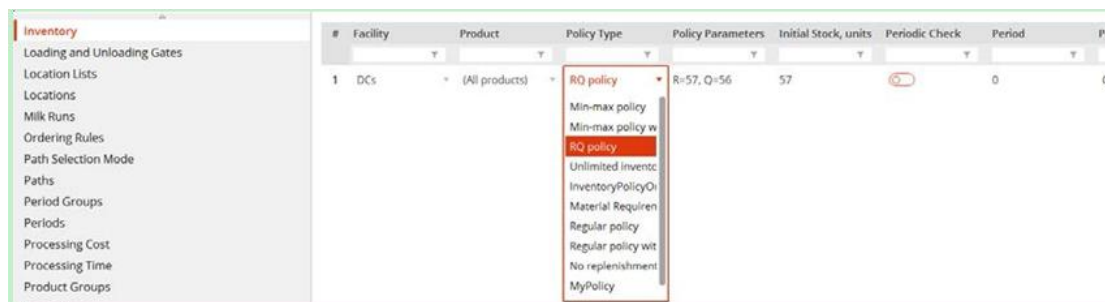 Inventory
Loading and Unloading Gates
Location Lists
Locations
Milk Runs
Ordering Rules
Path Selection Mode
Paths
Period Groups
Periods
Processing Cost
Processing Time
Product Groups
# Facility Product Policy Type Policy Parameters Initial Stock, units Periodic Check Period
1 DCs (All products) RQ policy R=57, Q=56 57 0
Min-max policy
Min-max policy w
RQ policy
Unlimited invento
InventoryPolicyO
Material Requiren
Regular policy
Regular policy wit
No replenishment
MyPolicy